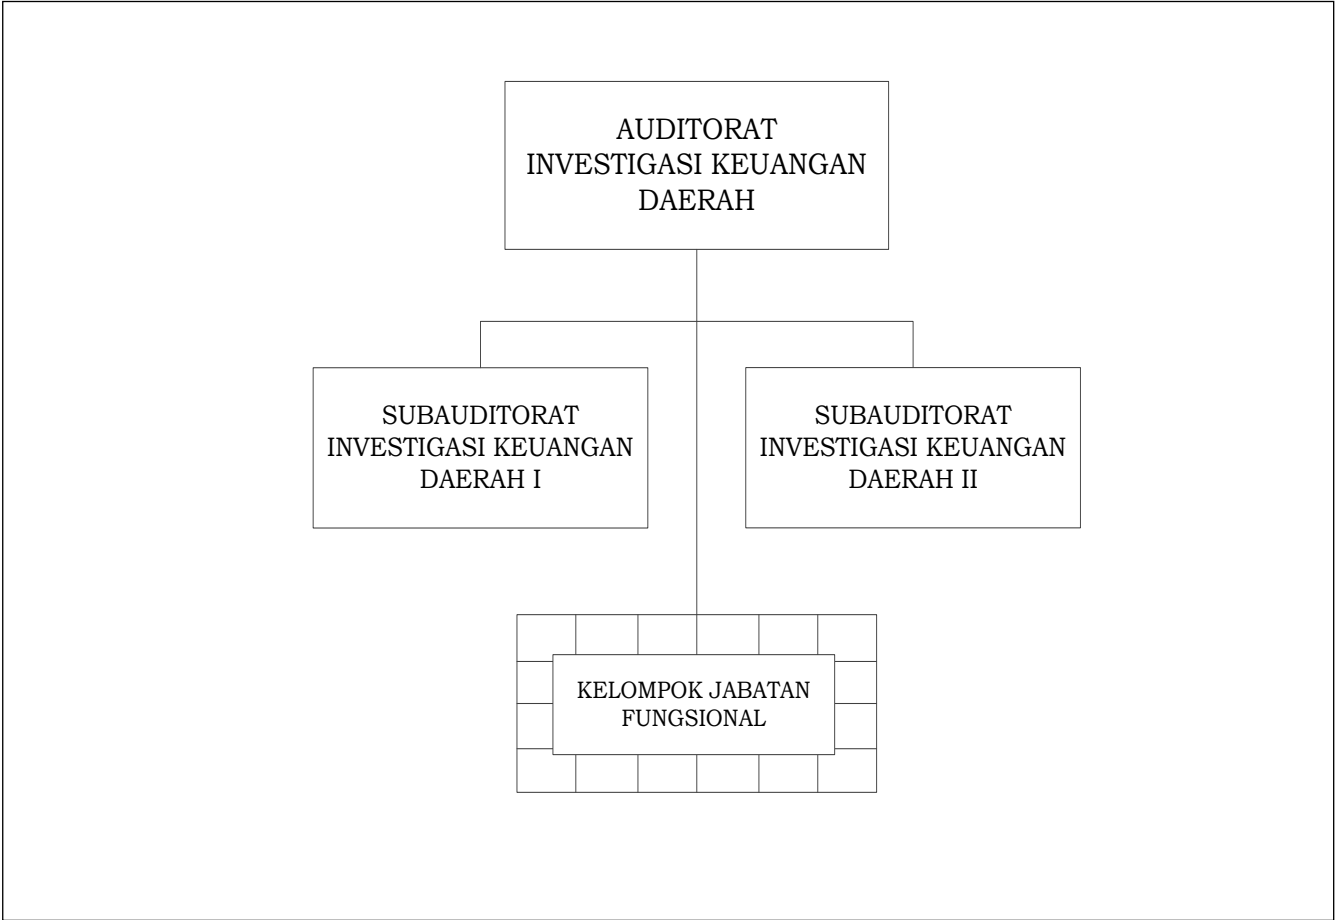 AUDITORAT
INVESTIGASI KEUANGAN
DAERAH
SUBAUDITORAT
INVESTIGASI KEUANGAN
DAERAH I
SUBAUDITORAT
INVESTIGASI KEUANGAN
DAERAH II
KELOMPOK JABATAN
FUNGSIONAL